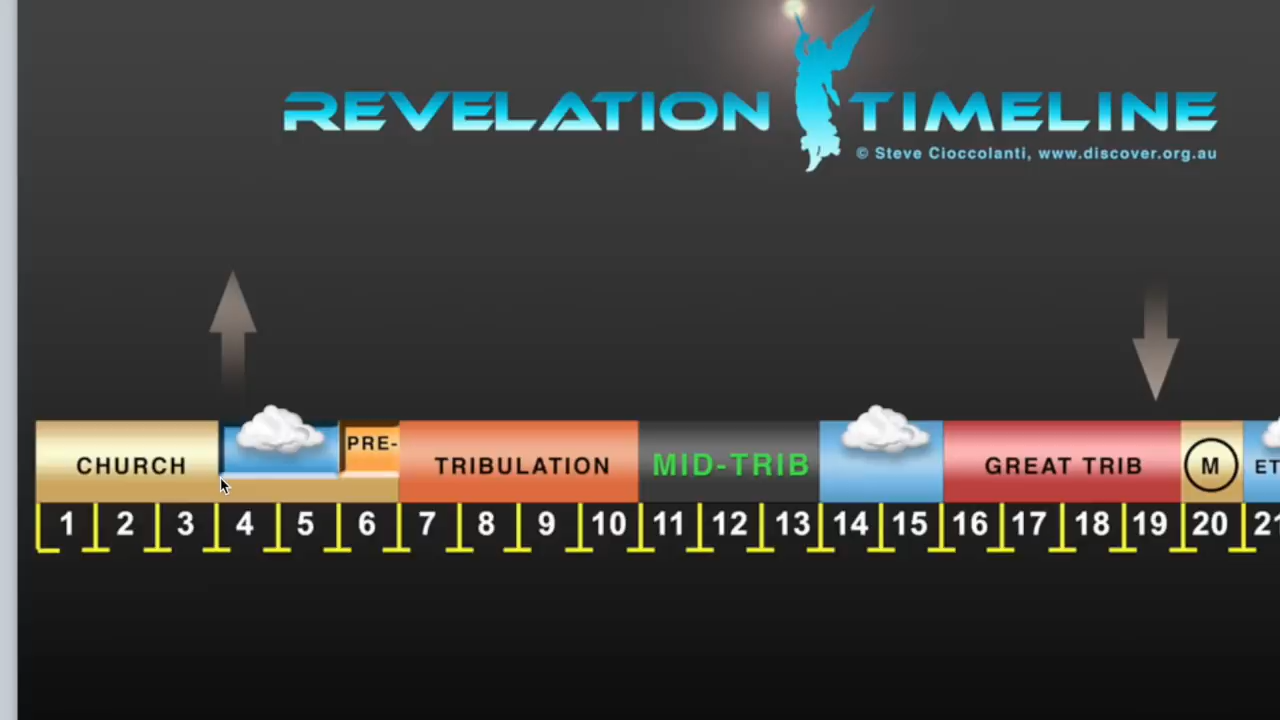 REVELATION TIMELINE
© Steve Cioccolanti, www.discover.org.au
CHURCH PRE- TRIBULATION MID-TRIB GREAT TRIB M ET
1 2 3 4 5 6 7 8 9 10 11 12 13 14 15 16 17 18 19 20